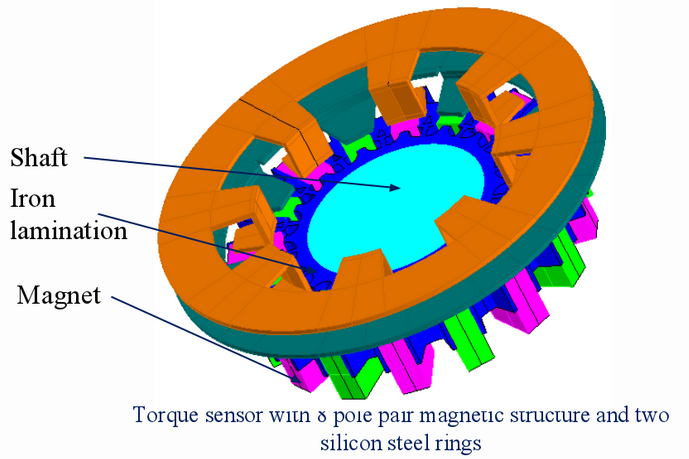 Shaft
Iron
lamination
Magnet
Torque sensor with 8 pole pair magnetic structure and two
silicon steel rings